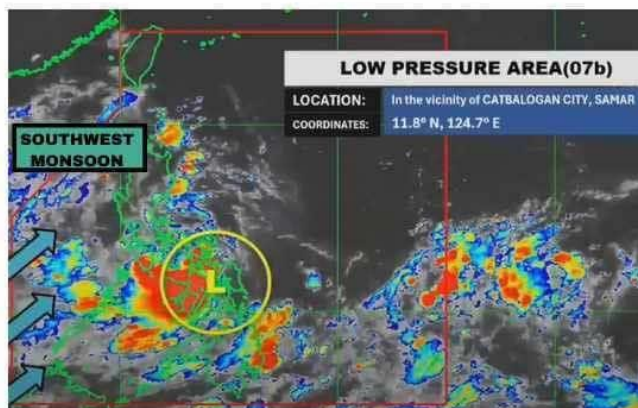 LOW PRESSURE AREA(07b)
LOCATION: In the vicinity of CATBALOGAN CITY, SAMAR
COORDINATES: 11.8° N, 124.7° E
SOUTHWEST
MONSOON
L